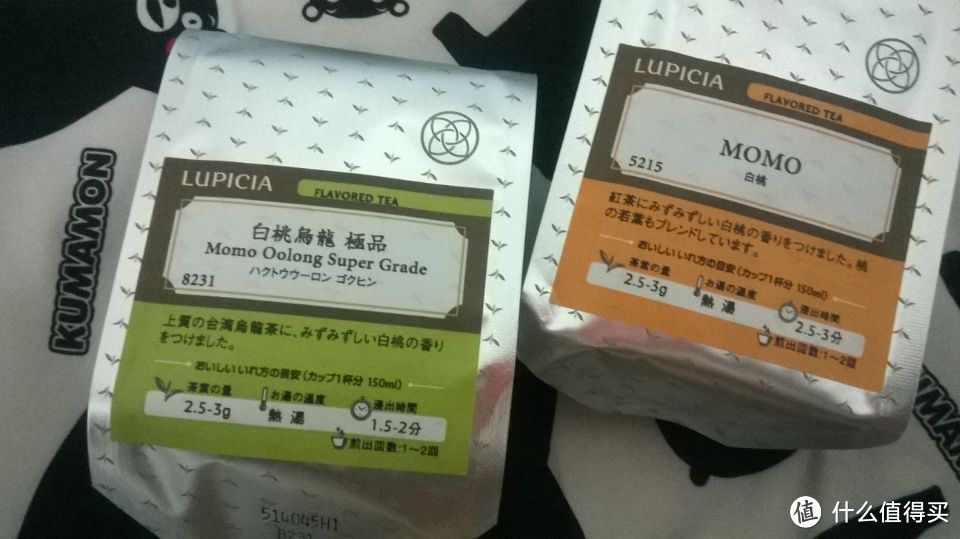 KUMAMON
LUPICIA
FLAVORED TEA
白桃烏龍 極品
Momo Oolong Super Grade
ハクトウウーロン ゴクヒン
8231
上質の台湾烏龍茶に、みずみずしい白桃の香り
をつけました。
おいしいいれ方の目安(カップ1杯分 150ml)
茶葉の量
お湯の温度
浸出時間
2.5-3g
熱湯
1.5-2分
煎出回数:1〜2回
514045H1
LUPICIA
FLAVORED TEA
MOMO
白桃
5215
紅茶にみずみずしい白桃の香りをつけました。桃
の若葉もブレンドしています。
おいしいいれ方の目安(カップ1杯分 150ml)
茶葉の量
お湯の温度
浸出時間
2.5-3g
熱湯
2.5-3分
煎出回数:1〜2回
值 什么值得买